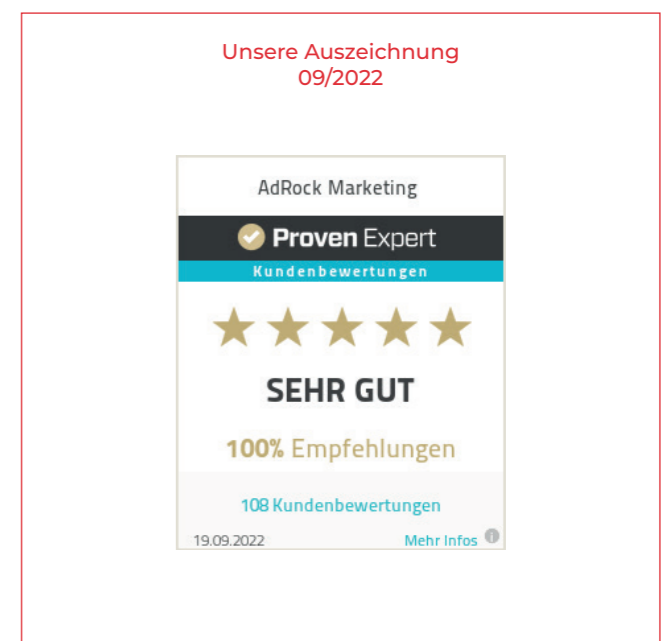 Unsere Auszeichnung
09/2022
AdRock Marketing
Proven Expert
Kundenbewertungen
SEHR GUT
100% Empfehlungen
108 Kundenbewertungen
19.09.2022 Mehr Infos i